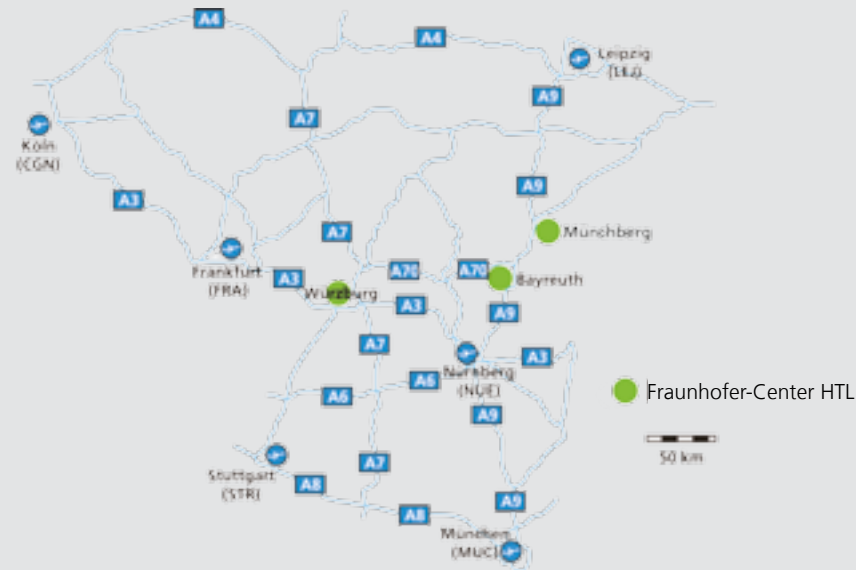 A4
A4
Leipzig
(LEJ)
A9
A7
Köln
(CGN)
A9
A3
A7
Münchberg
Frankfurt
(FRA)
A3
A70
A70
Bayreuth
Würzburg
A3
A9
A7
A3
Nürnberg
(NUE)
A6
A6
A9
Fraunhofer-Center HTL
50 km
Stuttgart
(STR)
A7
A8
A9
A8
München
(MUC)